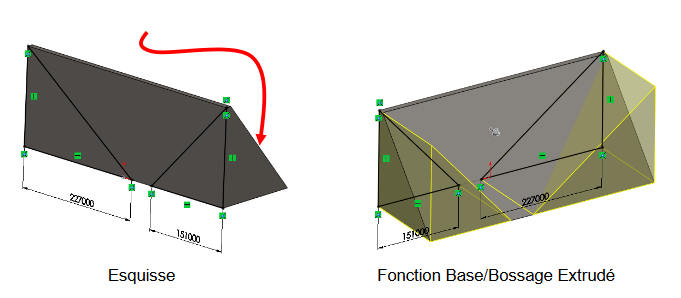 227000
151000
151000
227000
Esquisse
Fonction Base/Bossage Extrudé